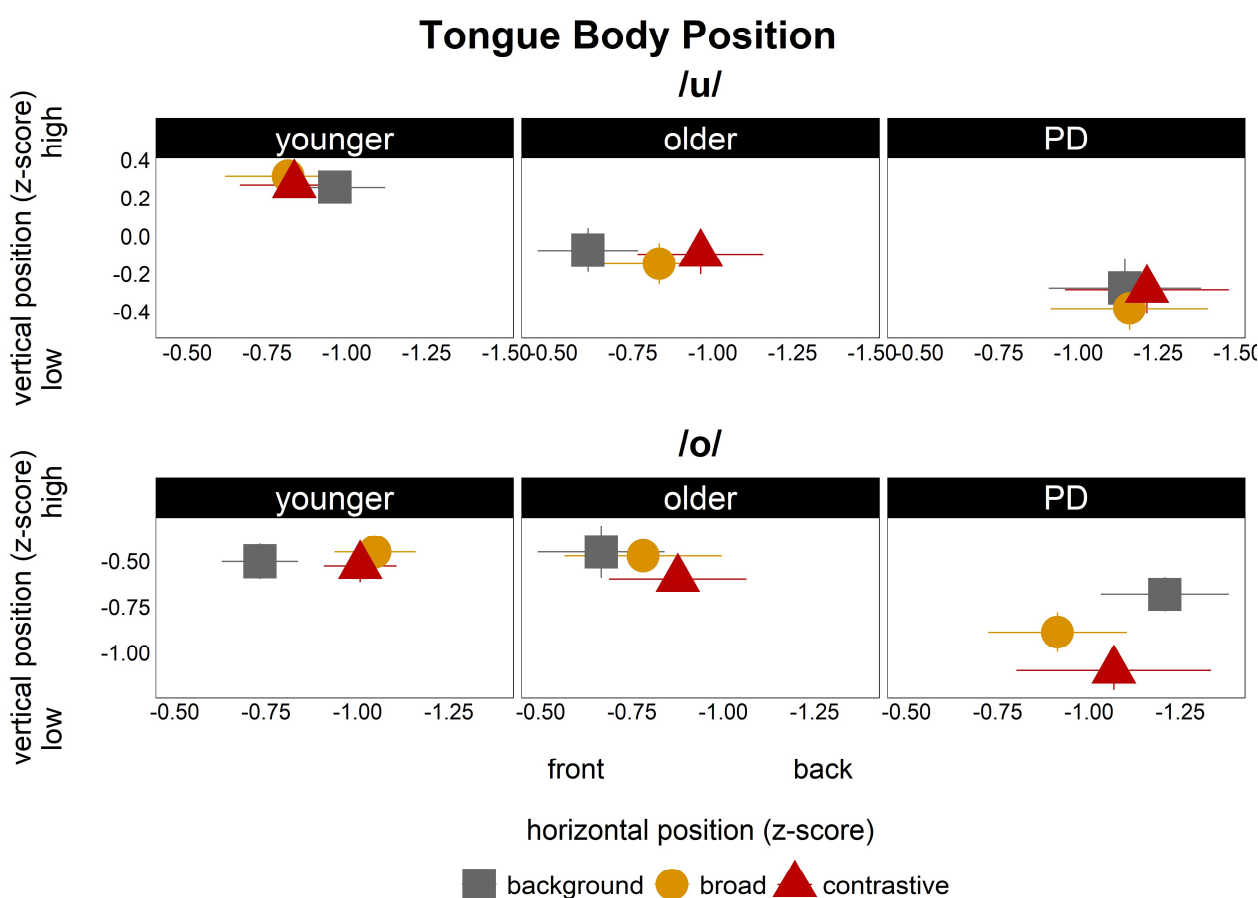 Tongue Body Position
/u/
younger older PD
vertical position (z-score)
low high
0.4
0.2
0.0
-0.2
-0.4
-0.50 -0.75 -1.00 -1.25 -1.50
-0.50 -0.75 -1.00 -1.25 -1.50
-0.50 -0.75 -1.00 -1.25 -1.50
/o/
younger older PD
vertical position (z-score)
low high
-0.50
-0.75
-1.00
-0.50 -0.75 -1.00 -1.25
-0.50 -0.75 -1.00 -1.25
-0.50 -0.75 -1.00 -1.25
front back
horizontal position (z-score)
background broad contrastive